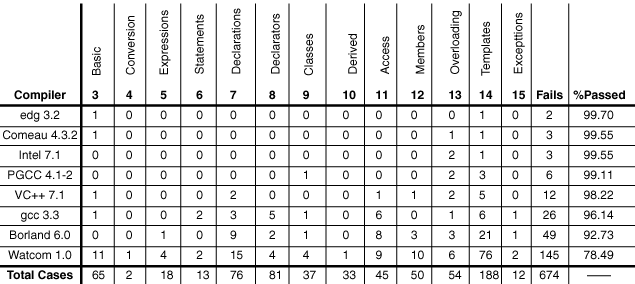 Basic Conversion Expressions Statements Declarations Declarators Classes Derived Access Members Overloading Templates Excepttions
Compiler 3 4 5 6 7 8 9 10 11 12 13 14 15 Fails %Passed
edg 3.2 1 0 0 0 0 0 0 0 0 0 0 1 0 2 99.70
Comeau 4.3.2 1 0 0 0 0 0 0 0 0 0 1 1 0 3 99.55
Intel 7.1 0 0 0 0 0 0 0 0 0 0 2 1 0 3 99.55
PGCC 4.1-2 0 0 0 0 0 0 1 0 0 0 2 3 0 6 99.11
VC++ 7.1 1 0 0 0 2 0 0 0 1 1 2 5 0 12 98.22
gcc 3.3 1 0 0 2 3 5 1 0 6 0 1 6 1 26 96.14
Borland 6.0 0 0 1 0 9 2 1 0 8 3 3 21 1 49 92.73
Watcom 1.0 11 1 4 2 15 4 4 1 9 10 6 76 2 145 78.49
Total Cases 65 2 18 13 76 81 37 33 45 50 54 188 12 674 ——